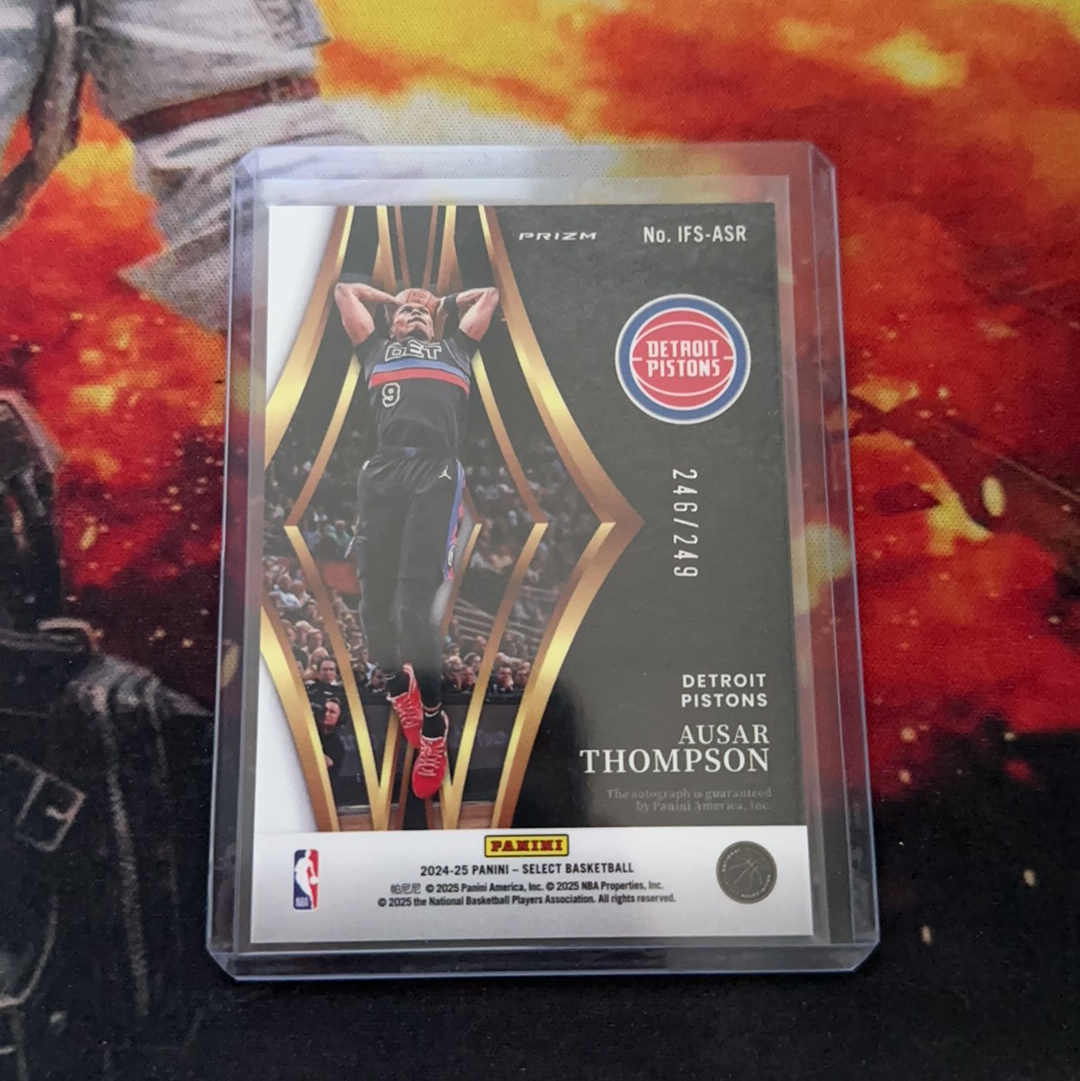 PRIZM No. IFS-ASR
DETROIT
PISTONS
DET
9
246/249
DETROIT
PISTONS
AUSAR
THOMPSON
The autograph is guaranteed
by Panini America, Inc.
PANINI
2024-25 PANINI – SELECT BASKETBALL
帕尼尼 © 2025 Panini America, Inc. © 2025 NBA Properties, Inc.
© 2025 the National Basketball Players Association. All rights reserved.
NBA